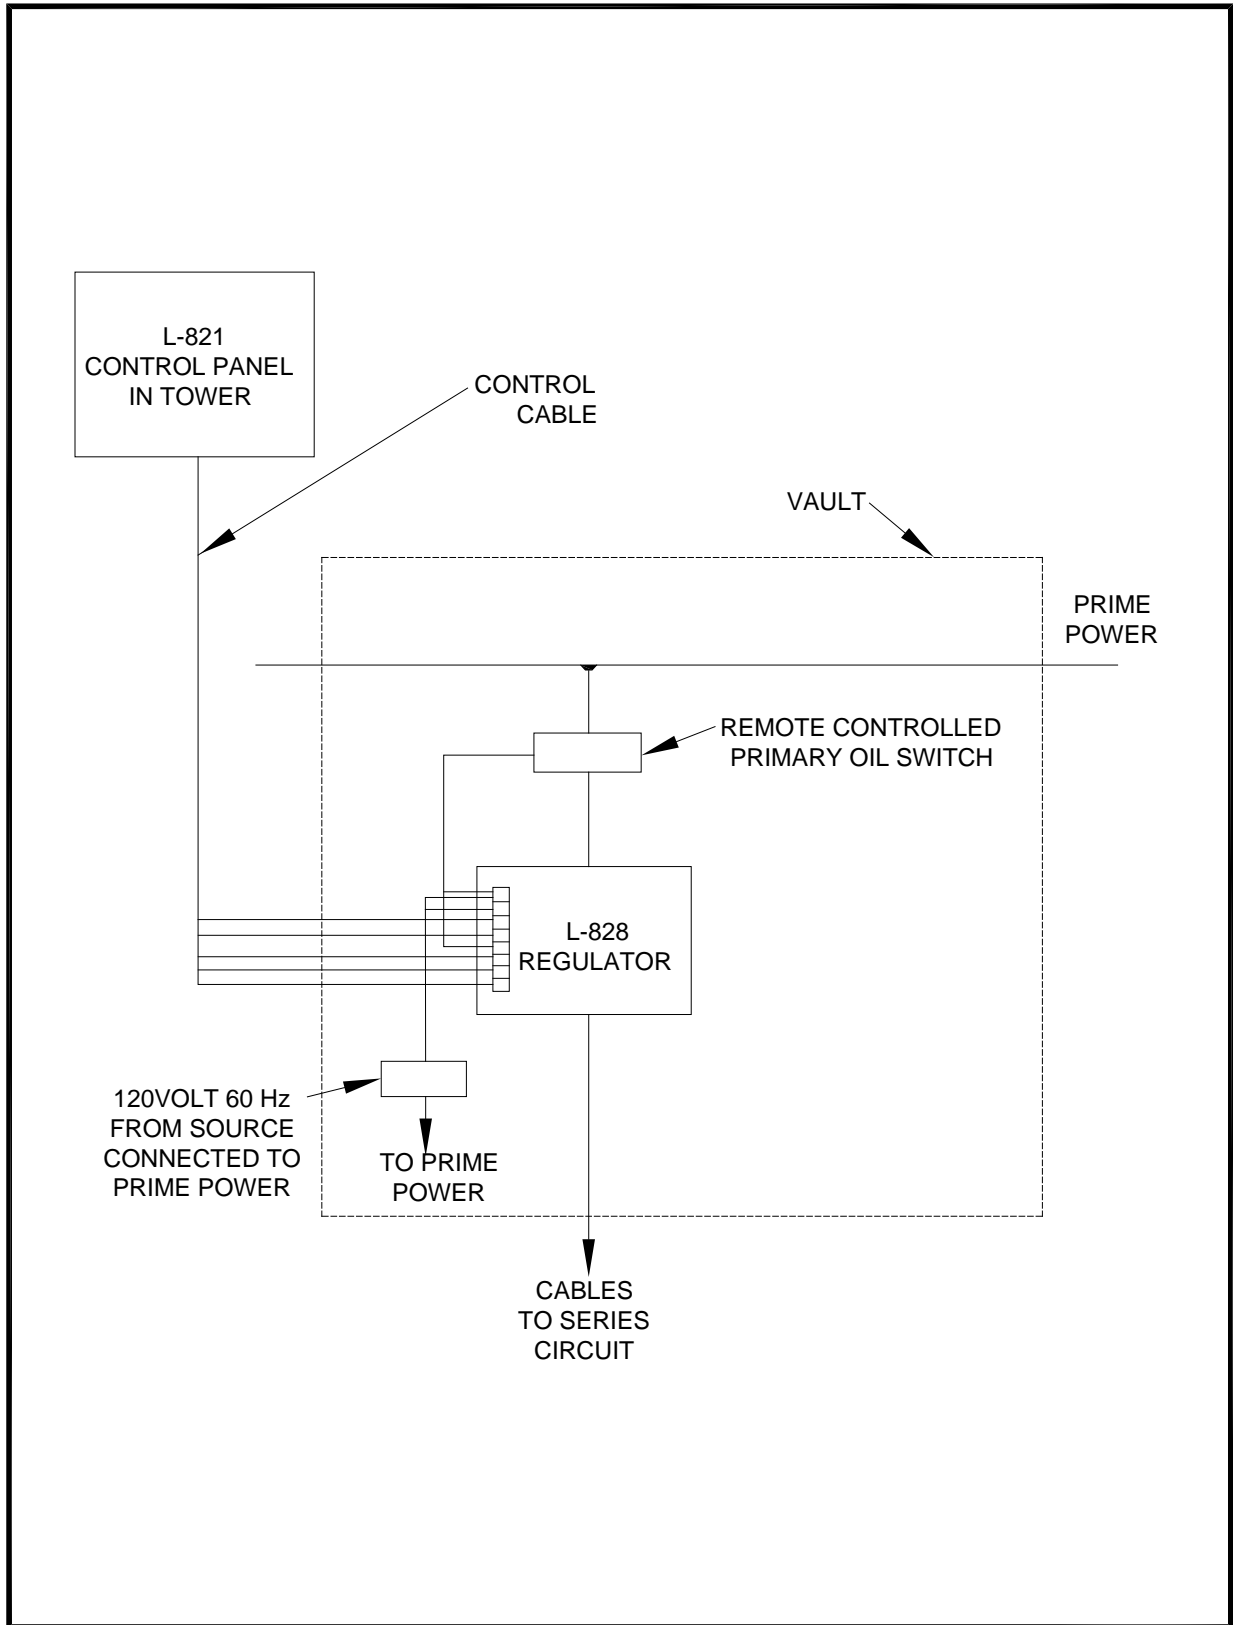 L-821
CONTROL PANEL
IN TOWER
CONTROL
CABLE
VAULT
PRIME
POWER
REMOTE CONTROLLED
PRIMARY OIL SWITCH
L-828
REGULATOR
120VOLT 60 Hz
FROM SOURCE
CONNECTED TO
PRIME POWER
TO PRIME
POWER
CABLES
TO SERIES
CIRCUIT